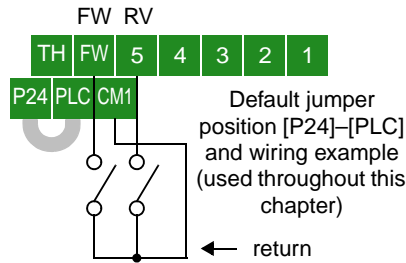 FW RV
TH FW 5 4 3 2 1
P24 PLC CM1
Default jumper
position [P24]–[PLC]
and wiring example
(used throughout this
chapter)
return